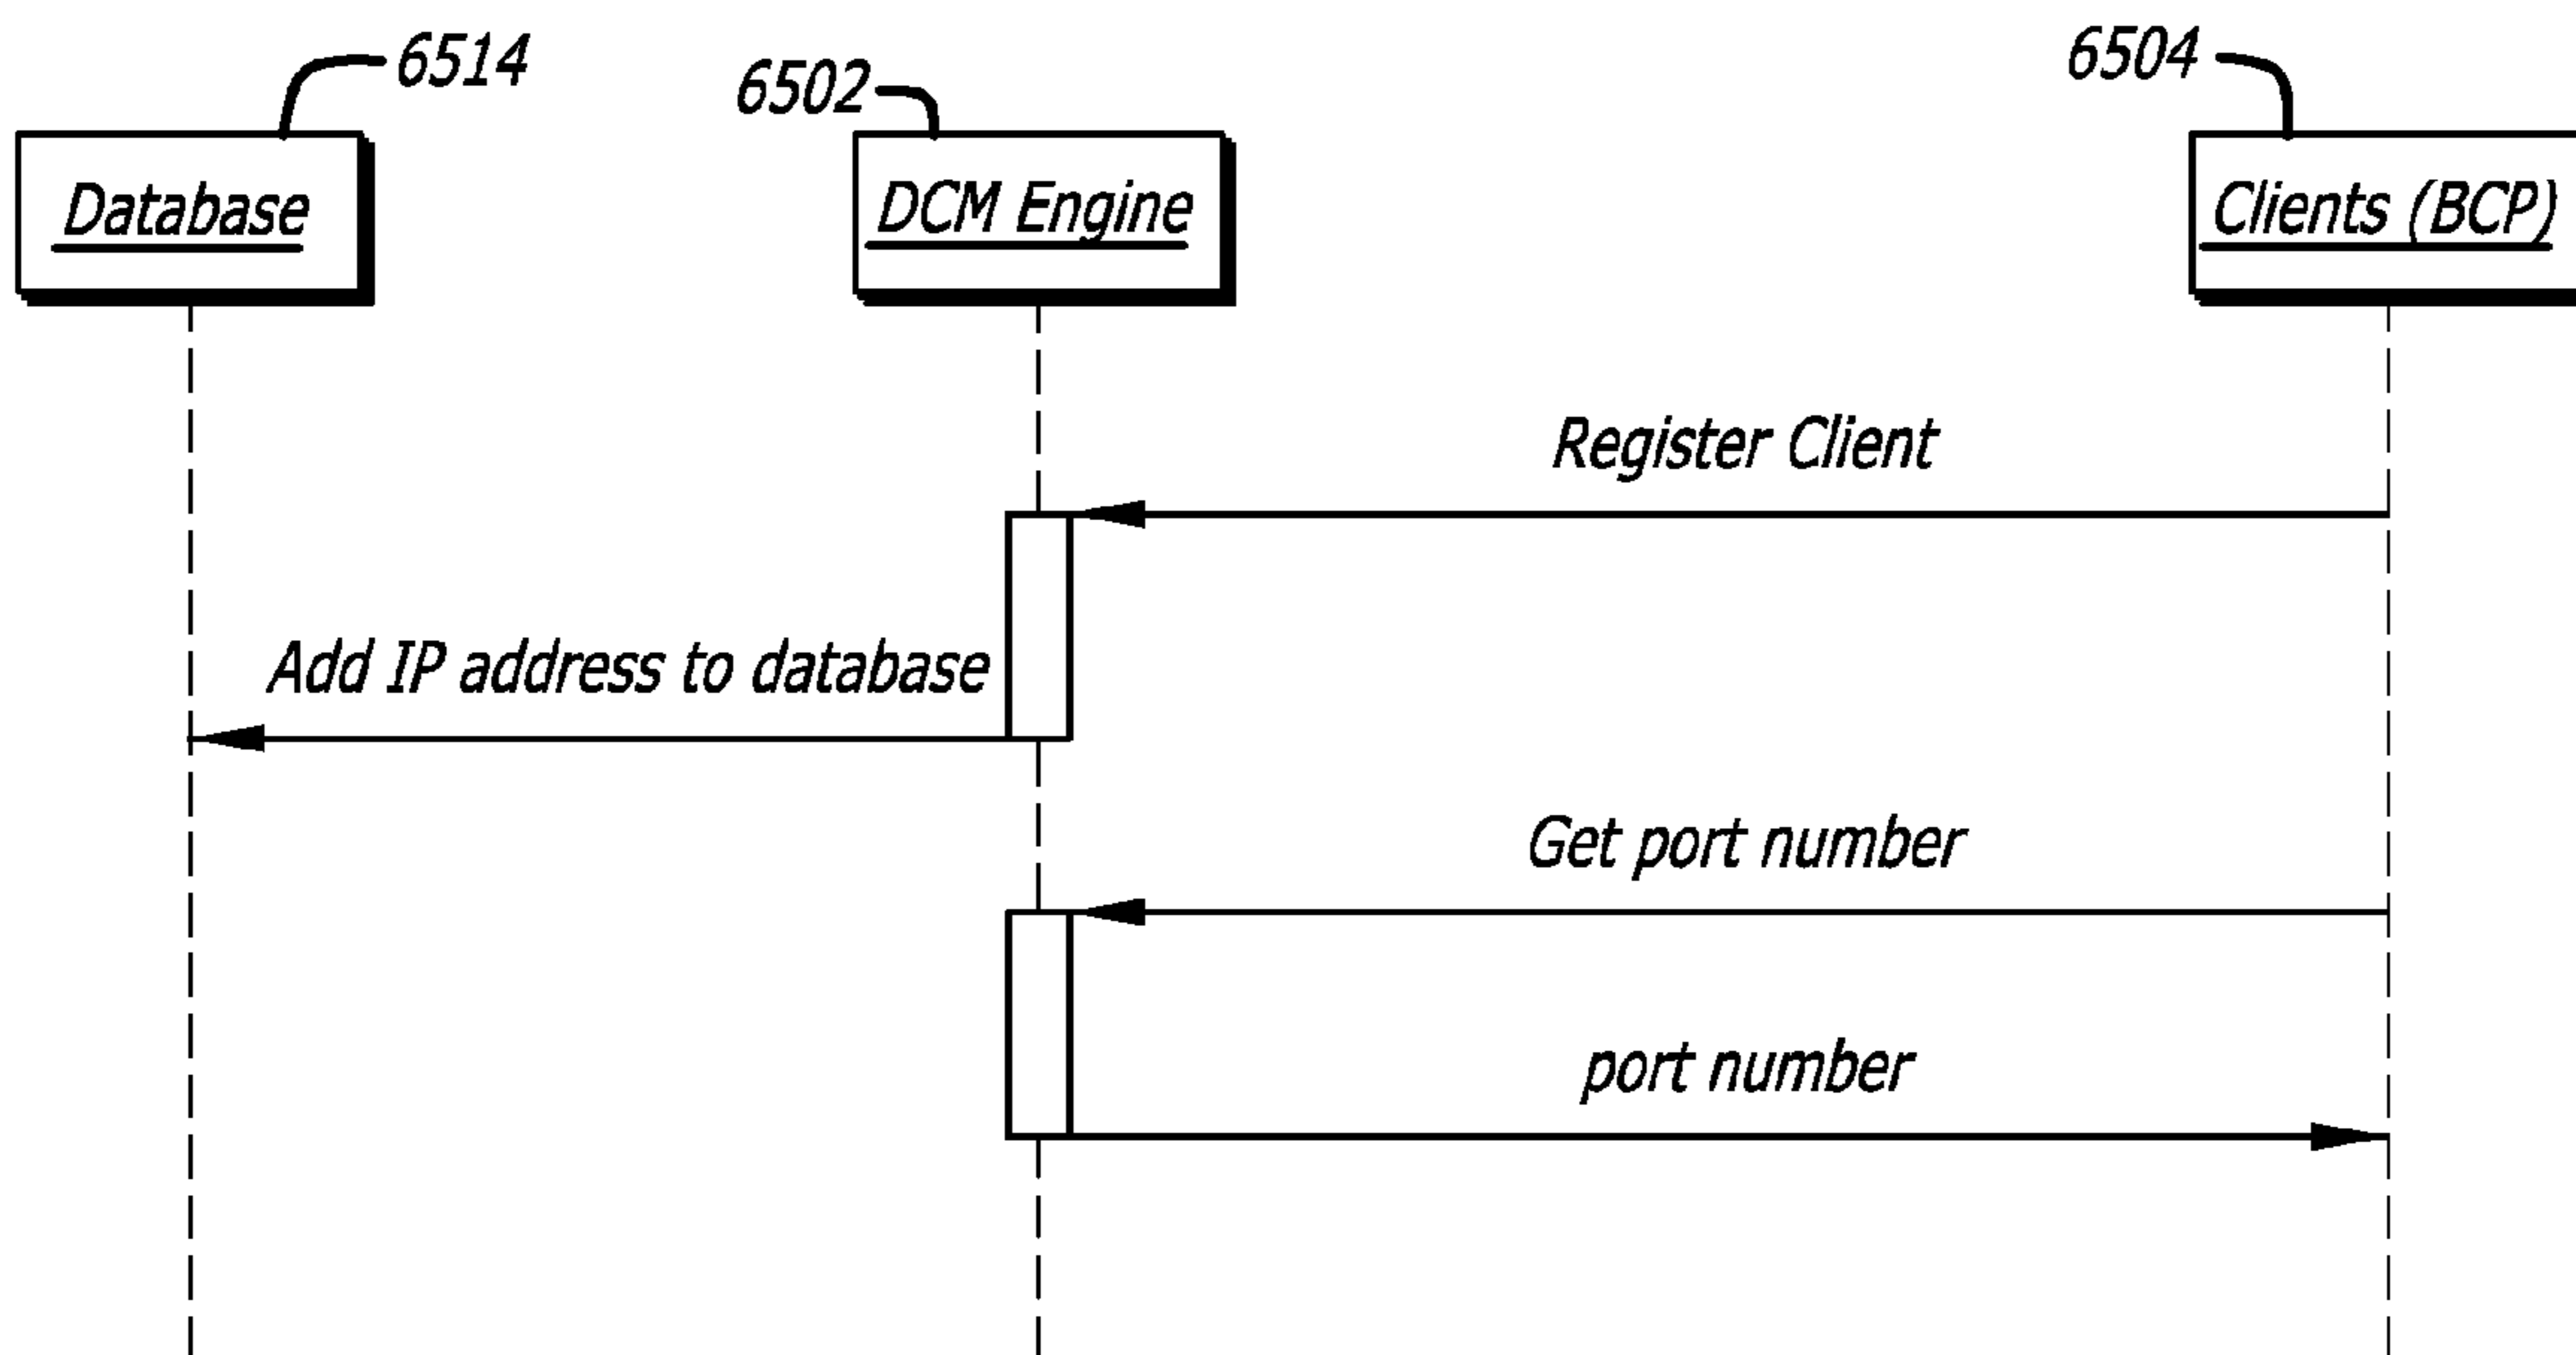 6514
6502
6504
Database
DCM Engine
Clients (BCP)
Register Client
Add IP address to database
Get port number
port number